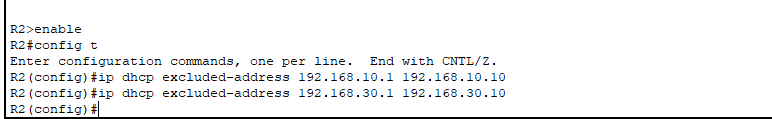 R2>enable
R2#config t
Enter configuration commands, one per line.  End with CNTL/Z.
R2(config)#ip dhcp excluded-address 192.168.10.1 192.168.10.10
R2(config)#ip dhcp excluded-address 192.168.30.1 192.168.30.10
R2(config)#